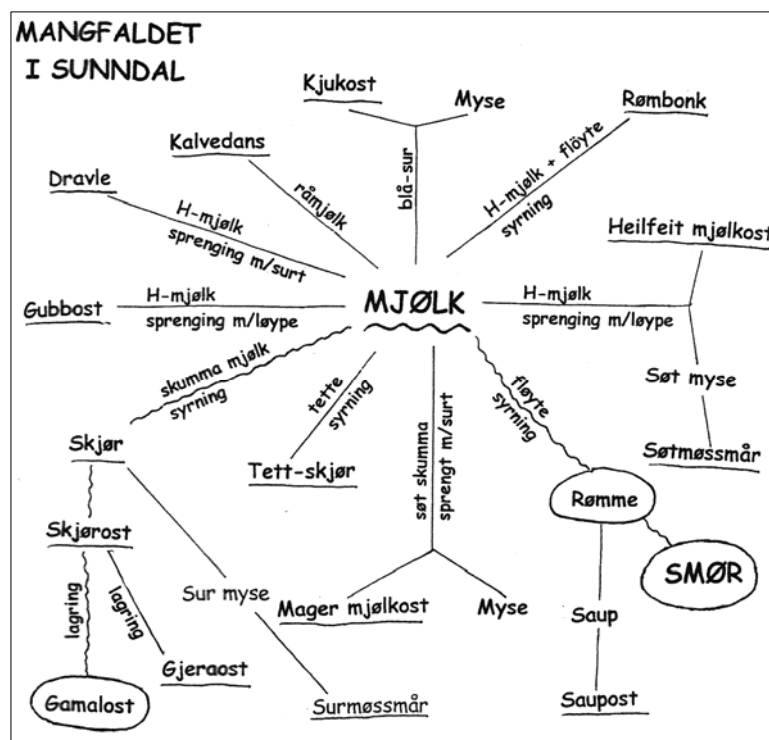 MANGFALDET
I SUNNDAL
Kjukost
Myse
Rømbonk
Kalvedans
Dravle
blå-sur
H-mjølk + flöyte
syrning
råmjølk
H-mjølk
sprenging m/surt
Heilfeit mjølkost
Gubbost
H-mjølk
sprenging m/løype
MJØLK
H-mjølk
sprenging m/løype
skumma mjølk
syrning
tette
syrning
søt skumma
sprengt m/surt
fløyte
syrning
Søt myse
Søtmøssmår
Skjør
Tett-skjør
Rømme
SMØR
Skjørost
lagring
lagring
Sur myse
Mager mjølkost
Myse
Saup
Gjeraost
Gamalost
Surmøssmår
Saupost